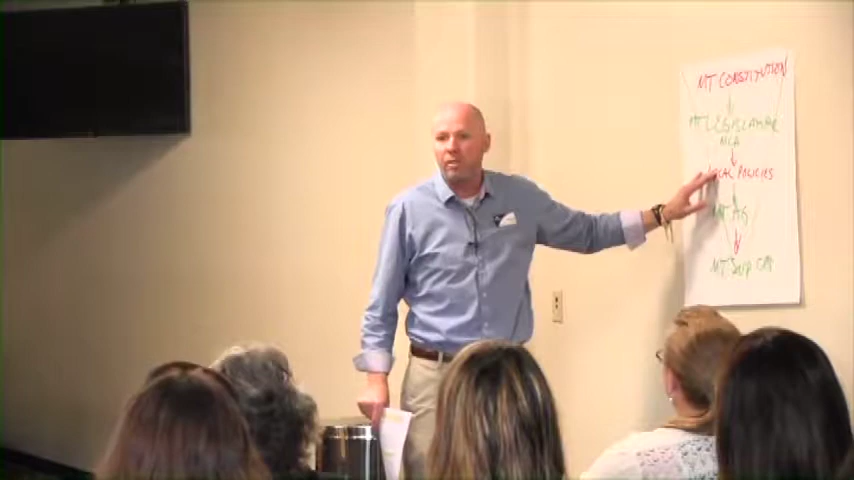 MT CONSTITUTION
MT LEGISLATURE
MCA
LOCAL POLICIES
MT AG
MT SUP CT